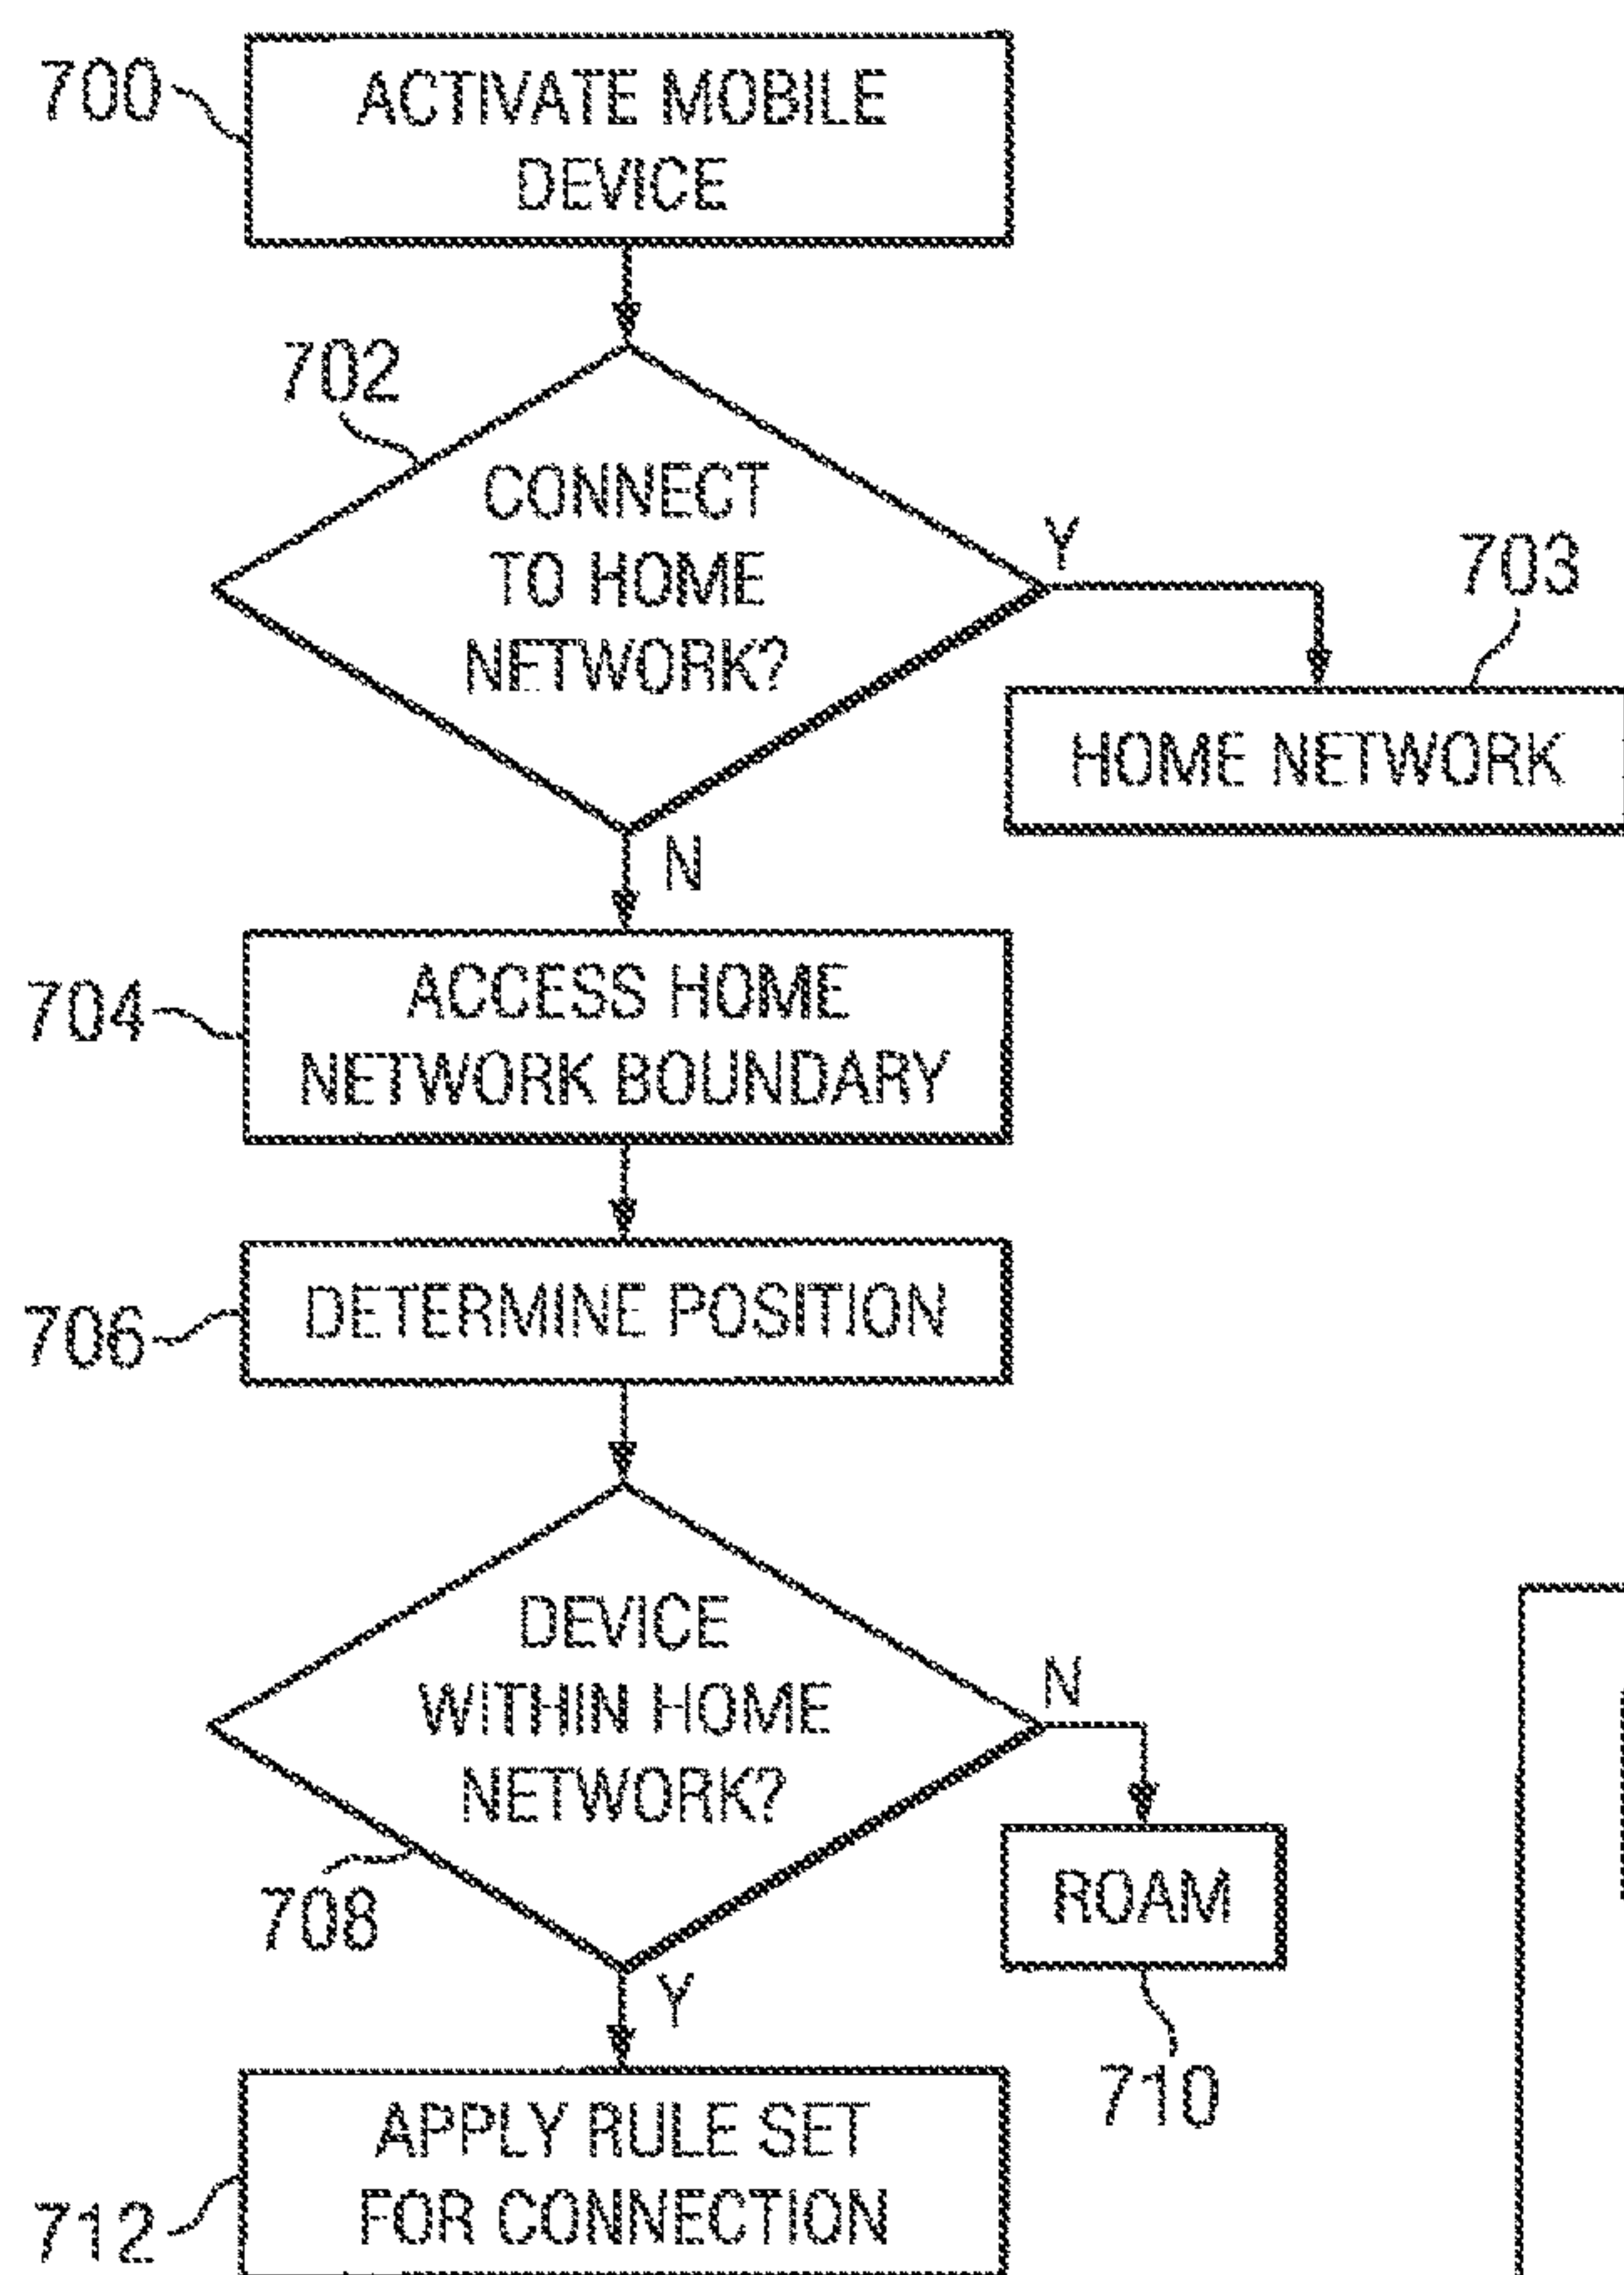 700
ACTIVATE MOBILE
DEVICE
702
CONNECT
TO HOME
NETWORK?
Y
703
HOME NETWORK
N
704
ACCESS HOME
NETWORK BOUNDARY
706
DETERMINE POSITION
DEVICE
WITHIN HOME
NETWORK?
N
708
ROAM
Y
710
APPLY RULE SET
FOR CONNECTION
712